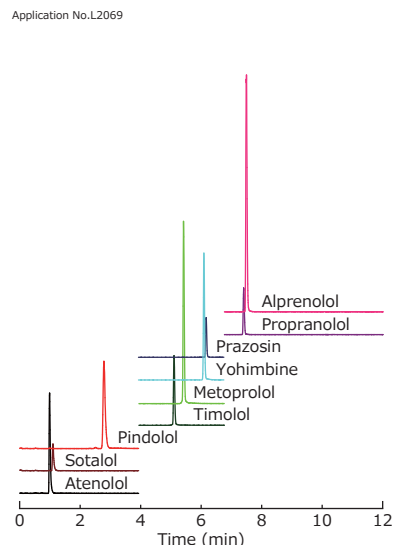 Application No.L2069
Alprenolol
Propranolol
Prazosin
Yohimbine
Metoprolol
Timolol
Pindolol
Sotalol
Atenolol
0 2 4 6 8 10 12
Time (min)